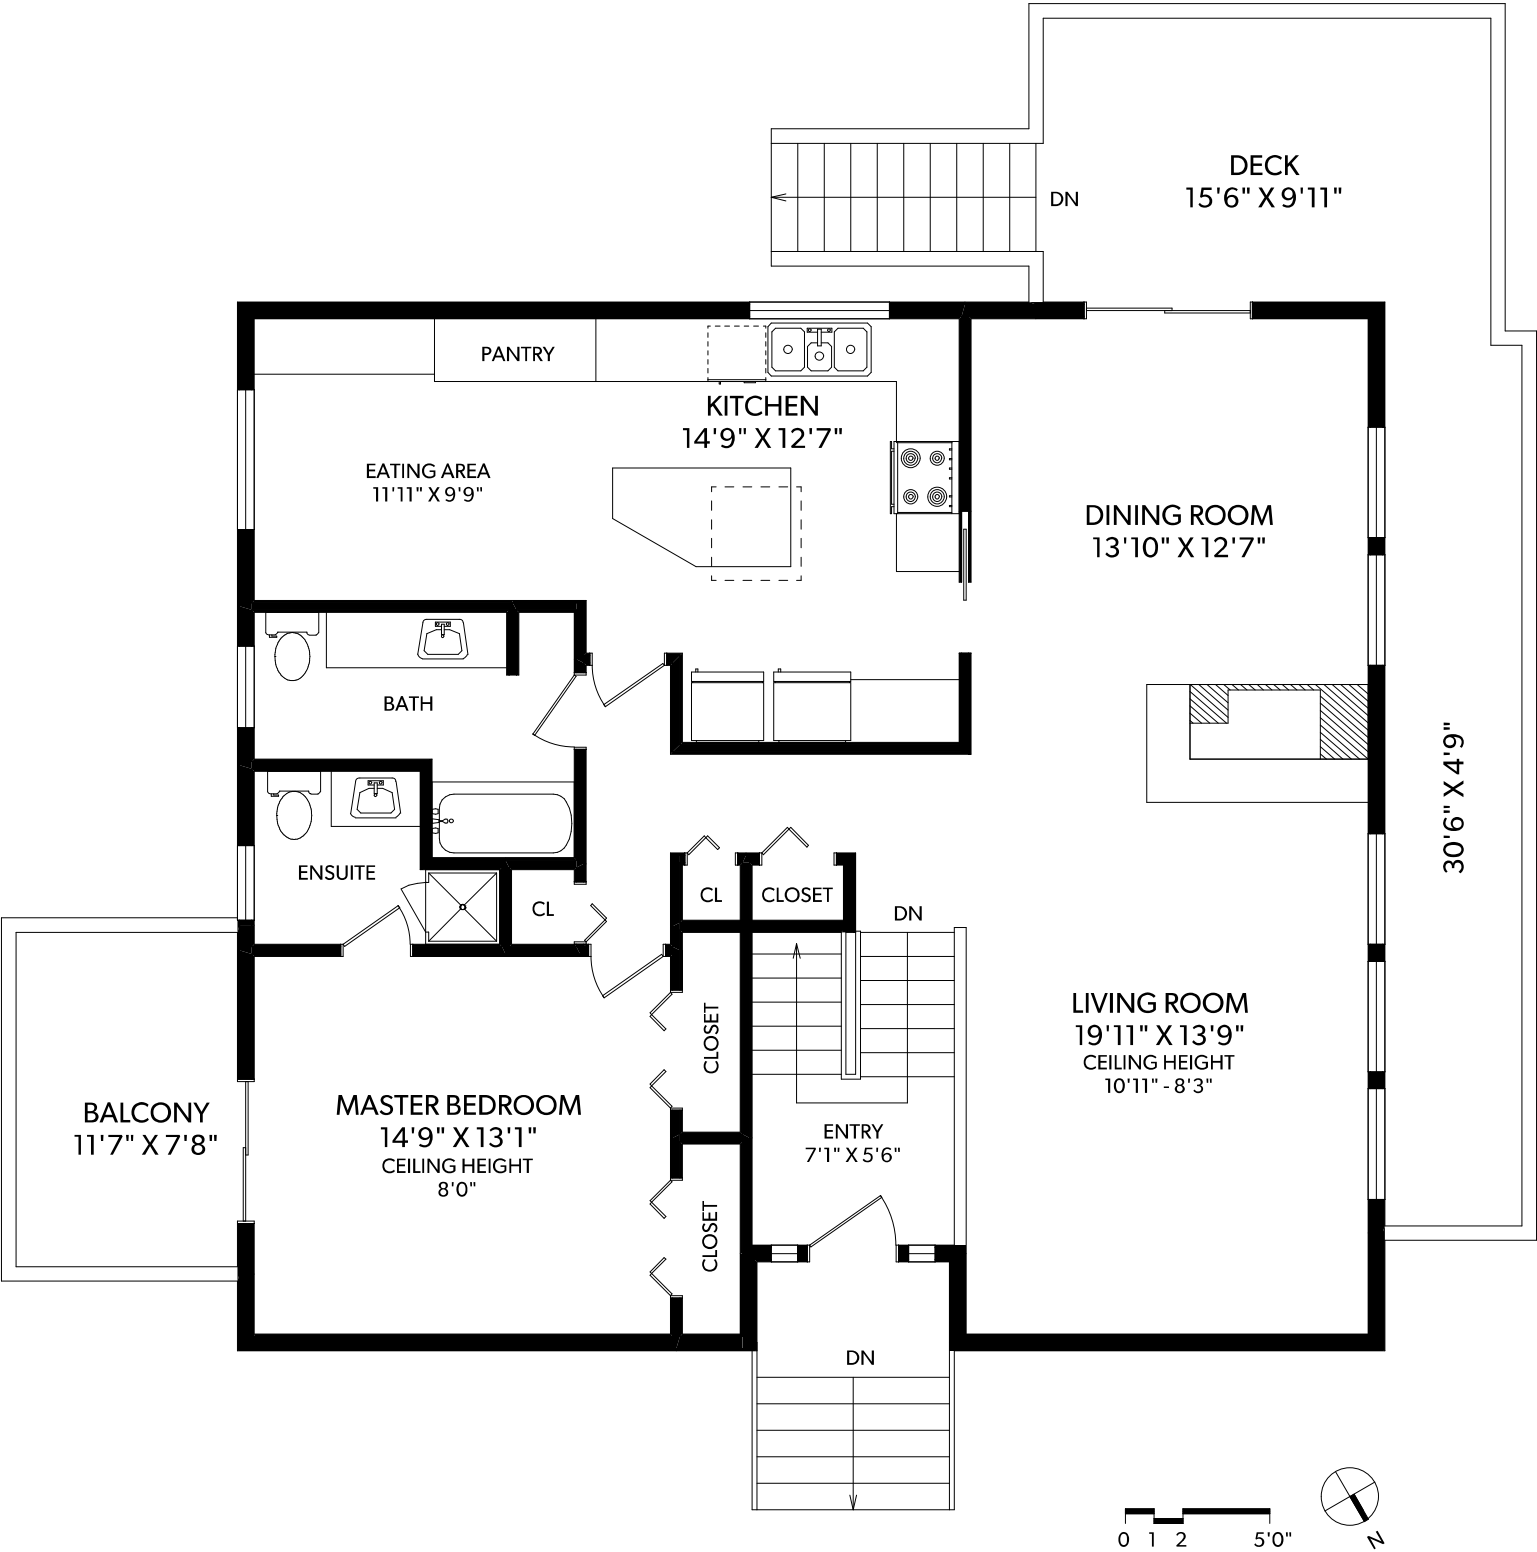 DECK
15'6" X 9'11"
DN
PANTRY
KITCHEN
14'9" X 12'7"
EATING AREA
11'11" X 9'9"
DINING ROOM
13'10" X 12'7"
BATH
30'6" X 4'9"
ENSUITE
CL
CL
CLOSET
DN
LIVING ROOM
19'11" X 13'9"
CEILING HEIGHT
10'11" - 8'3"
CLOSET
BALCONY
11'7" X 7'8"
MASTER BEDROOM
14'9" X 13'1"
CEILING HEIGHT
8'0"
ENTRY
7'1" X 5'6"
CLOSET
DN
0 1 2 5'0"
N